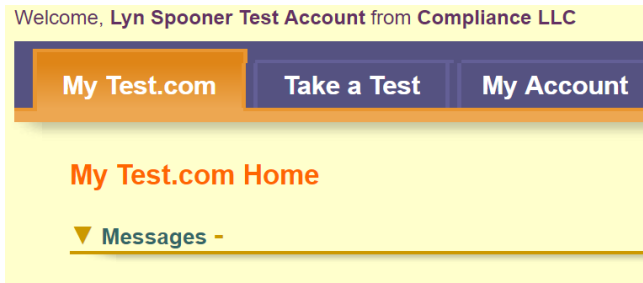 Welcome, Lyn Spooner Test Account from Compliance LLC
My Test.com Take a Test My Account
My Test.com Home
▼ Messages -